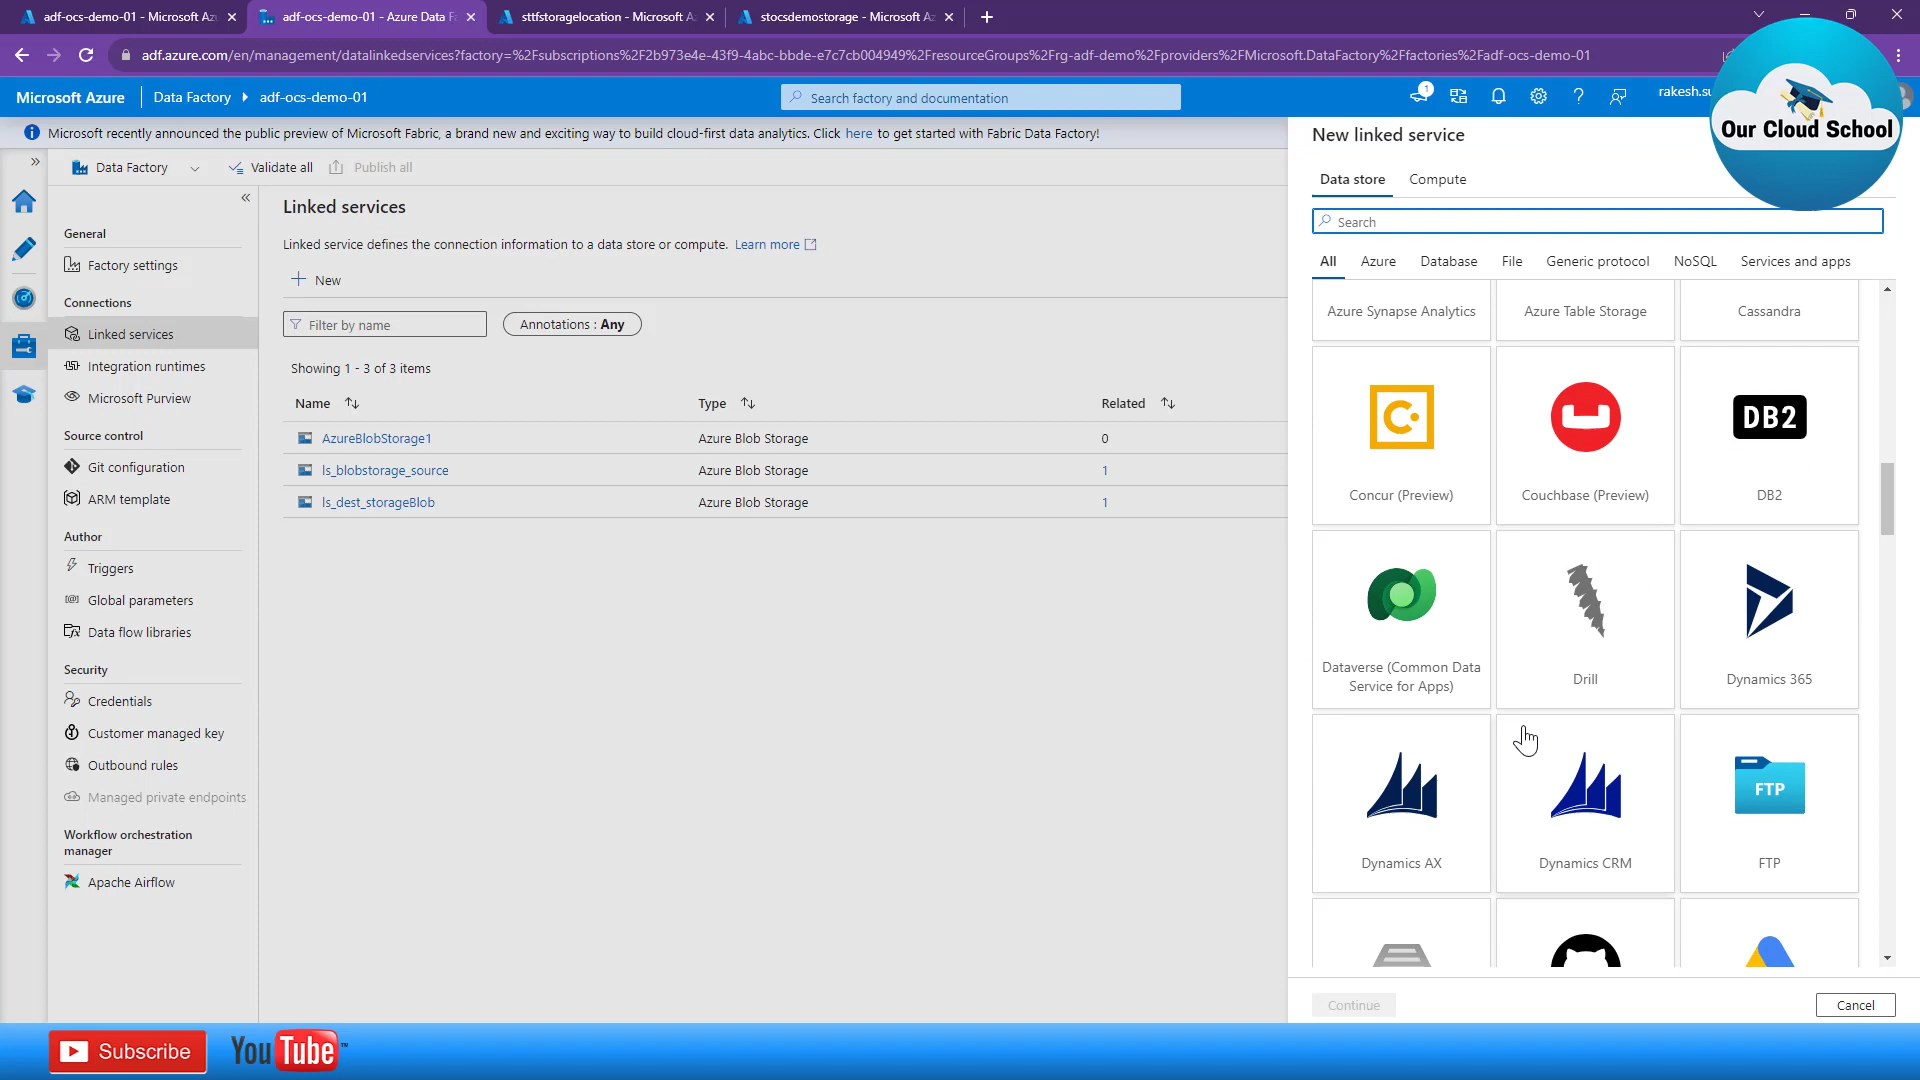 adf-ocs-demo-01 - Microsoft Azu
adf-ocs-demo-01 - Azure Data F
sttfstoragelocation - Microsoft A
stocsdemostorage - Microsoft Az
adf.azure.com/en/management/datalinkedservices?factory=%2Fsubscriptions%2F2b973e4e-43f9-4abc-bbde-e7c7cb004949%2FresourceGroups%2Frg-adf-demo%2Fproviders%2FMicrosoft.DataFactory%2Ffactories%2Fadf-ocs-demo-01
Microsoft Azure
Data Factory
adf-ocs-demo-01
Search factory and documentation
1
rakesh.su
Our Cloud School
Microsoft recently announced the public preview of Microsoft Fabric, a brand new and exciting way to build cloud-first data analytics. Click here to get started with Fabric Data Factory!
Data Factory
Validate all
Publish all
General
Factory settings
Connections
Linked services
Integration runtimes
Microsoft Purview
Source control
Git configuration
ARM template
Author
Triggers
Global parameters
Data flow libraries
Security
Credentials
Customer managed key
Outbound rules
Managed private endpoints
Workflow orchestration
manager
Apache Airflow
Linked services
Linked service defines the connection information to a data store or compute. Learn more
New
Filter by name
Annotations : Any
Showing 1 - 3 of 3 items
Name
Type
Related
AzureBlobStorage1
Azure Blob Storage
0
ls_blobstorage_source
Azure Blob Storage
1
ls_dest_storageBlob
Azure Blob Storage
1
New linked service
Data store
Compute
Search
All
Azure
Database
File
Generic protocol
NoSQL
Services and apps
Azure Synapse Analytics
Azure Table Storage
Cassandra
DB2
Concur (Preview)
Couchbase (Preview)
DB2
Dataverse (Common Data
Service for Apps)
Drill
Dynamics 365
FTP
Dynamics AX
Dynamics CRM
FTP
Continue
Cancel
Subscribe
YouTube